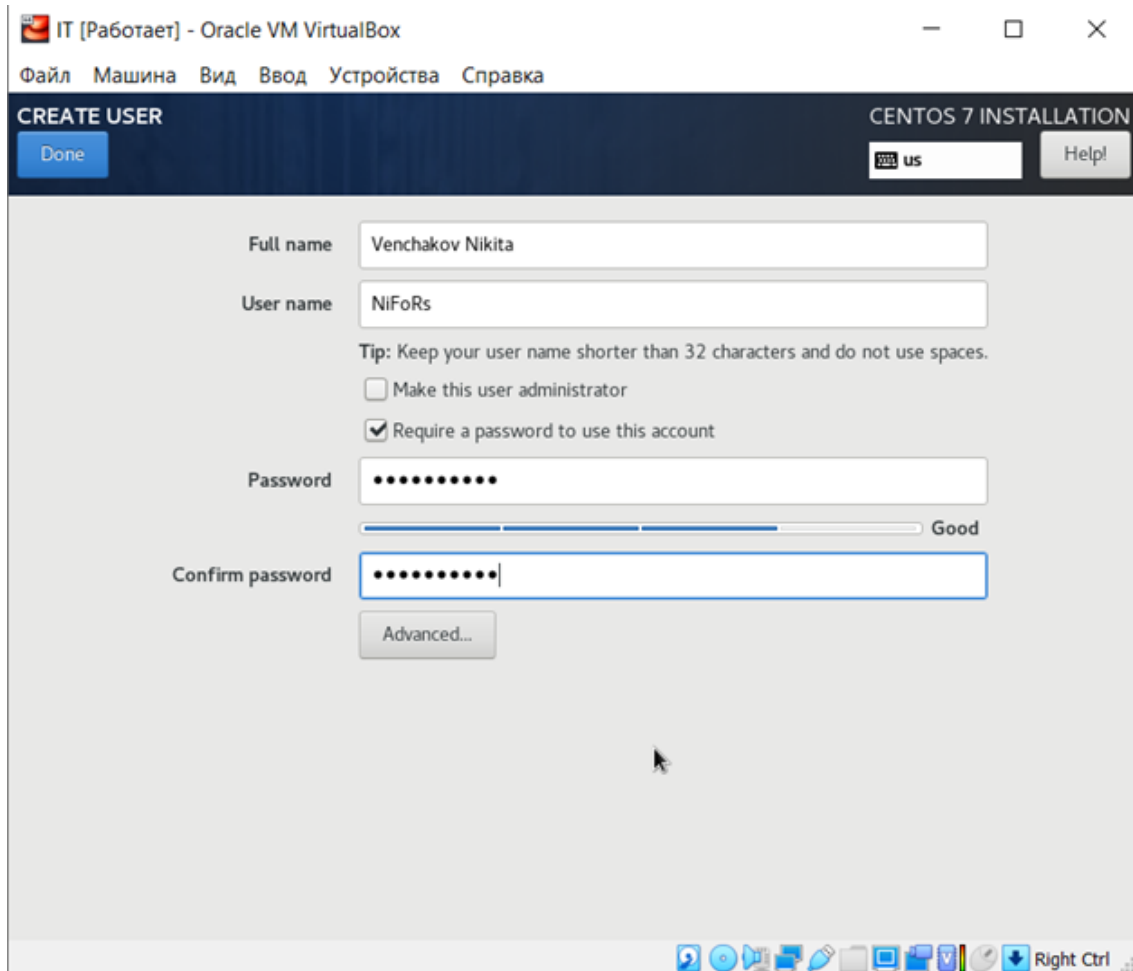 IT [Работает] - Oracle VM VirtualBox
Файл Машина Вид Ввод Устройства Справка
CREATE USER
CENTOS 7 INSTALLATION
Done
us
Help!
Full name
Venchakov Nikita
User name
NiFoRs
Tip: Keep your user name shorter than 32 characters and do not use spaces.
Make this user administrator
Require a password to use this account
Password
●●●●●●●●●●
Good
Confirm password
●●●●●●●●●●
Advanced...
Right Ctrl